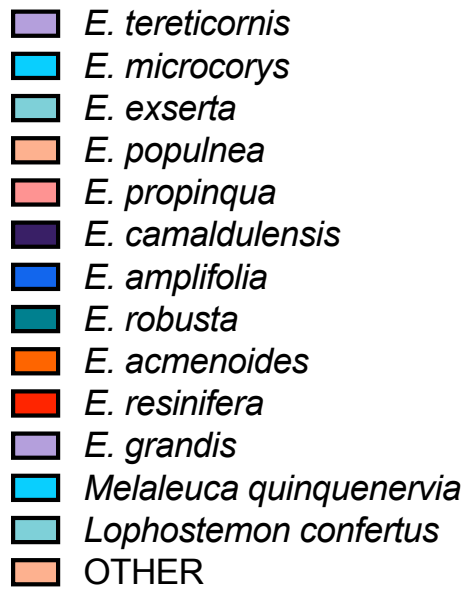 E. tereticornis
E. microcorys
E. exserta
E. populnea
E. propinqua
E. camaldulensis
E. amplifolia
E. robusta
E. acmenoides
E. resinifera
E. grandis
Melaleuca quinquenervia
Lophostemon confertus
OTHER